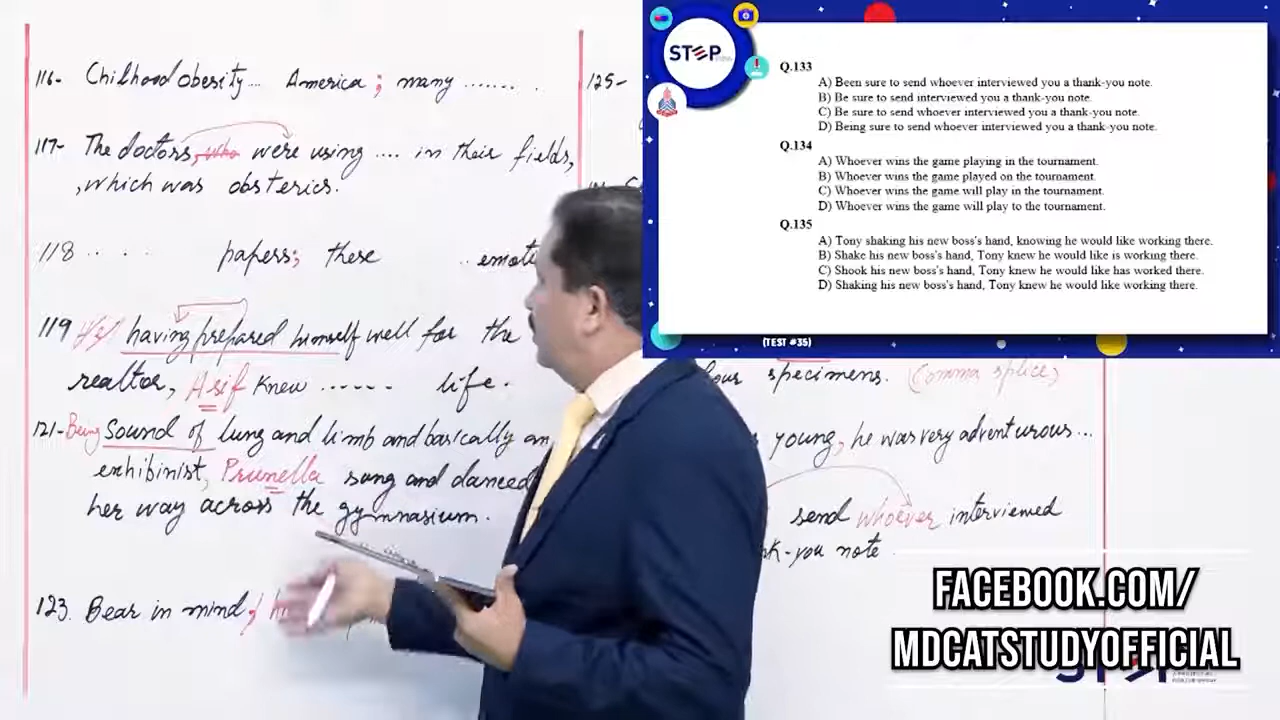 116- Chilhood obesity... America ; many .......
117- The doctors, who were using .... in their fields,
,which was obsterics.
118 . . . . papers; these .. emoti
119 having prepared himself well for the
realtor, Asif Knew ...... life.
121- Being Sound of lung and limb and basically an
exhibinist, Prunella sang and danced
her way across the gymnasium.
123. Bear in mind,
125-
our specimens. (Comma splice)
young, he was very adventurous...
send whoever interviewed
nk-you note
STEP
Q.133
A) Been sure to send whoever interviewed you a thank-you note.
B) Be sure to send interviewed you a thank-you note.
C) Be sure to send whoever interviewed you a thank-you note.
D) Being sure to send whoever interviewed you a thank-you note.
Q.134
A) Whoever wins the game playing in the tournament.
B) Whoever wins the game played on the tournament.
C) Whoever wins the game will play in the tournament.
D) Whoever wins the game will play to the tournament.
Q.135
A) Tony shaking his new boss's hand, knowing he would like working there.
B) Shake his new boss's hand, Tony knew he would like is working there.
C) Shook his new boss's hand, Tony knew he would like has worked there.
D) Shaking his new boss's hand, Tony knew he would like working there.
(TEST #35)
FACEBOOK.COM/
MDCATSTUDYOFFICIAL